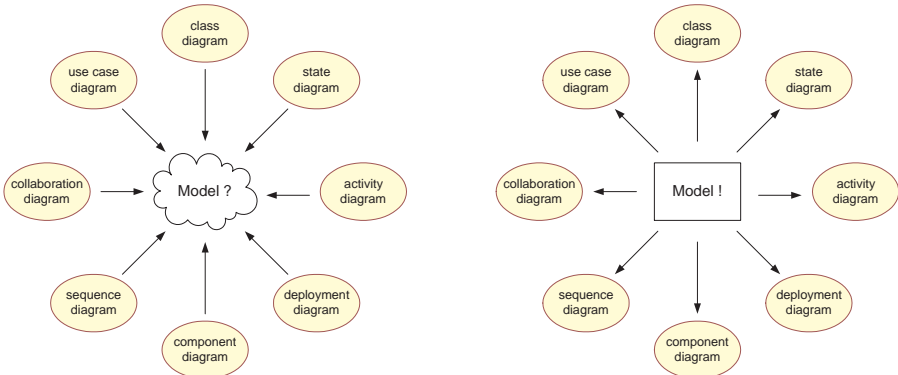 class
diagram
use case
diagram
state
diagram
collaboration
diagram
Model ?
activity
diagram
sequence
diagram
deployment
diagram
component
diagram
class
diagram
use case
diagram
state
diagram
collaboration
diagram
Model !
activity
diagram
sequence
diagram
deployment
diagram
component
diagram